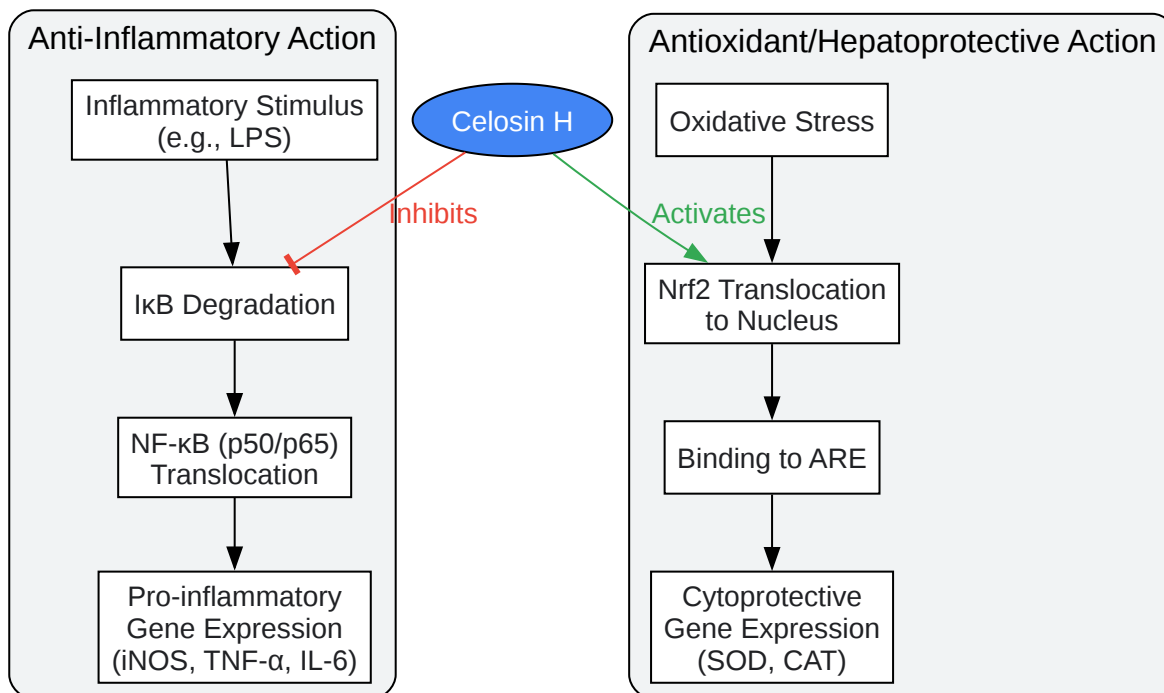 Anti-Inflammatory Action
Inflammatory Stimulus
(e.g., LPS)
IκB Degradation
NF-κB (p50/p65)
Translocation
Pro-inflammatory
Gene Expression
(iNOS, TNF-α, IL-6)
Celosin H
Inhibits
Activates
Antioxidant/Hepatoprotective Action
Oxidative Stress
Nrf2 Translocation
to Nucleus
Binding to ARE
Cytoprotective
Gene Expression
(SOD, CAT)